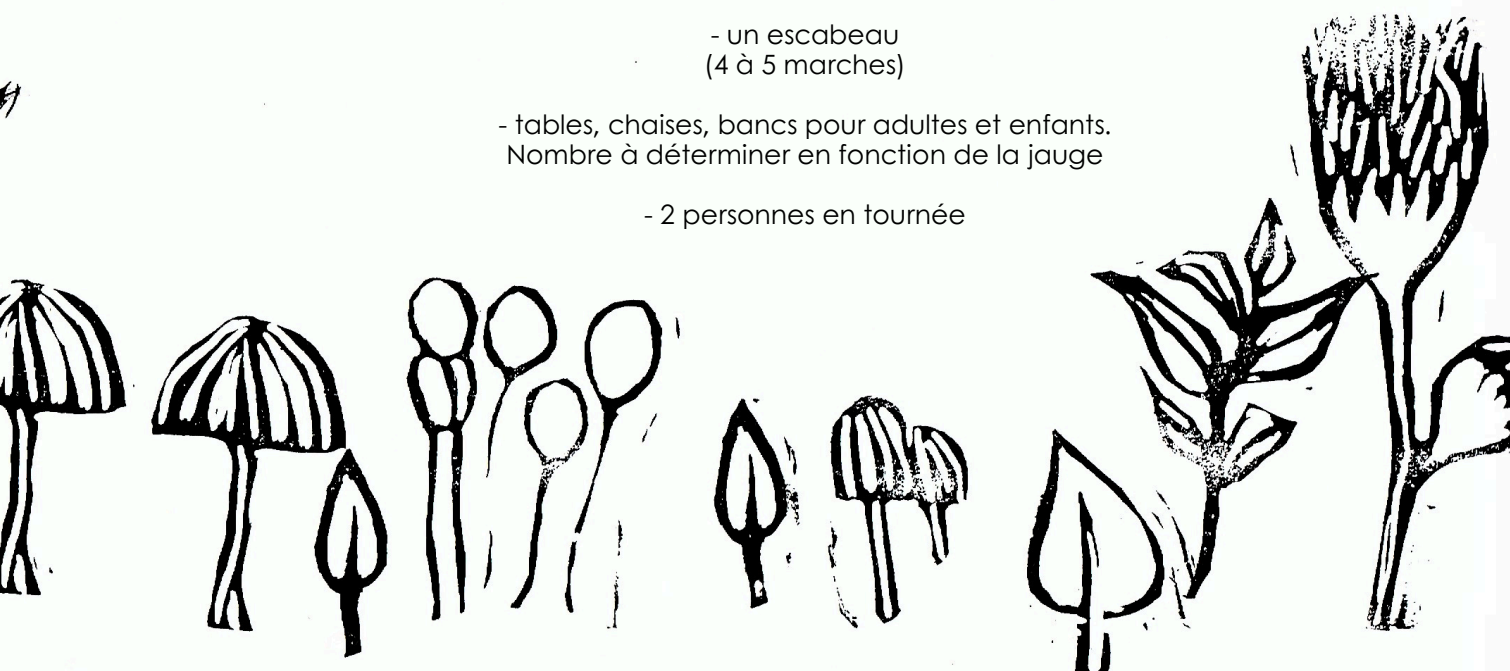 - un escabeau
(4 à 5 marches)
- tables, chaises, bancs pour adultes et enfants.
Nombre à déterminer en fonction de la jauge
- 2 personnes en tournée